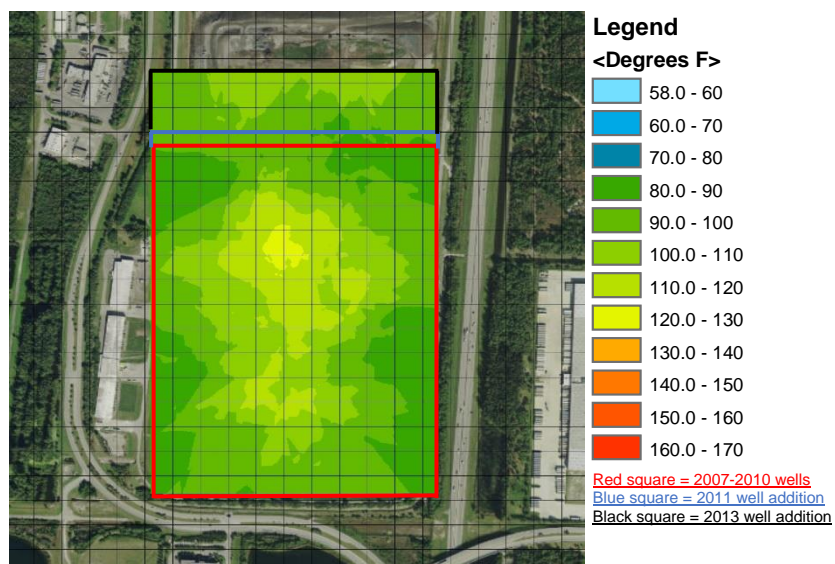 Legend
<Degrees F>
58.0 - 60
60.0 - 70
70.0 - 80
80.0 - 90
90.0 - 100
100.0 - 110
110.0 - 120
120.0 - 130
130.0 - 140
140.0 - 150
150.0 - 160
160.0 - 170
Red square = 2007-2010 wells
Blue square = 2011 well addition
Black square = 2013 well addition